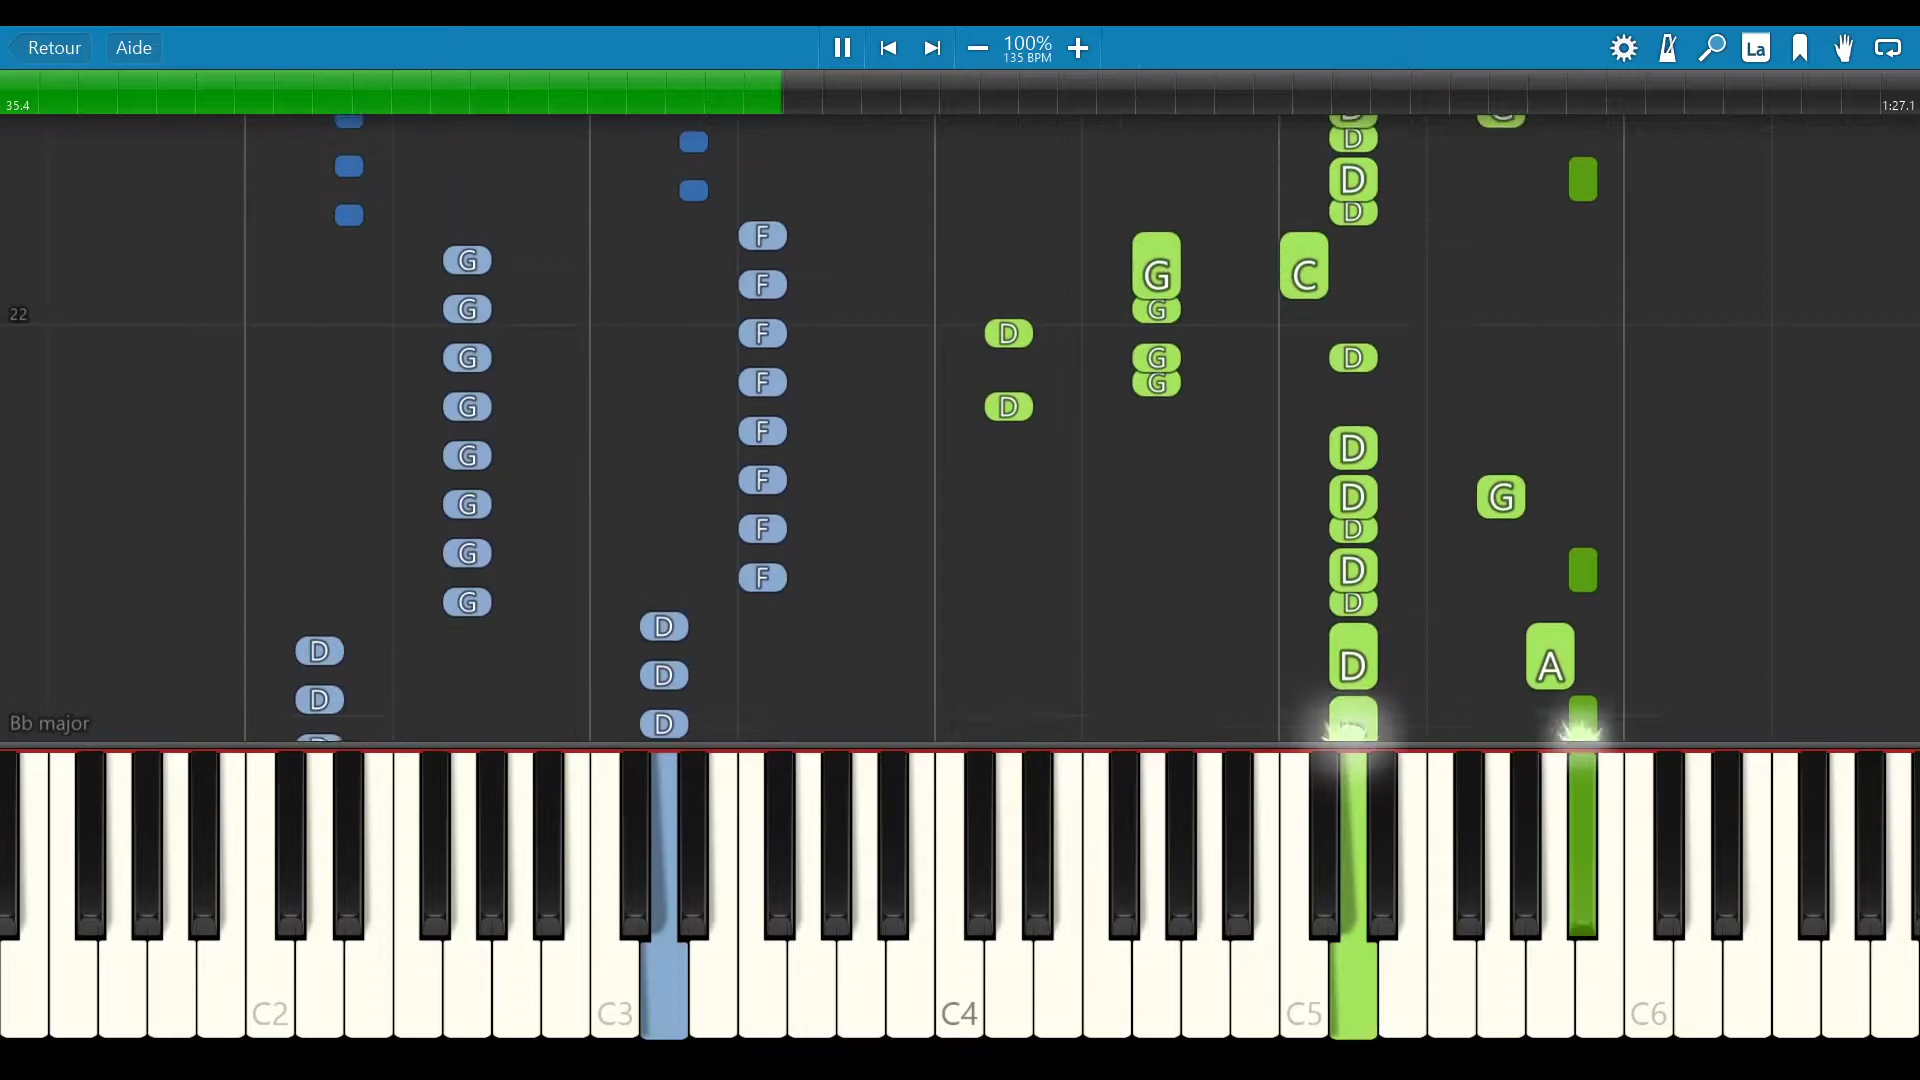 Retour Aide 100% La
135 BPM
35.4 1:27.1
D C
D
D
D
F
G G C
F
G G
22
F D
G G D
F G
G D
F D
G
F D G
G
F D
G
F D
G D
D
D D A
D
D
Bb major D
C2 C3 C4 C5 C6